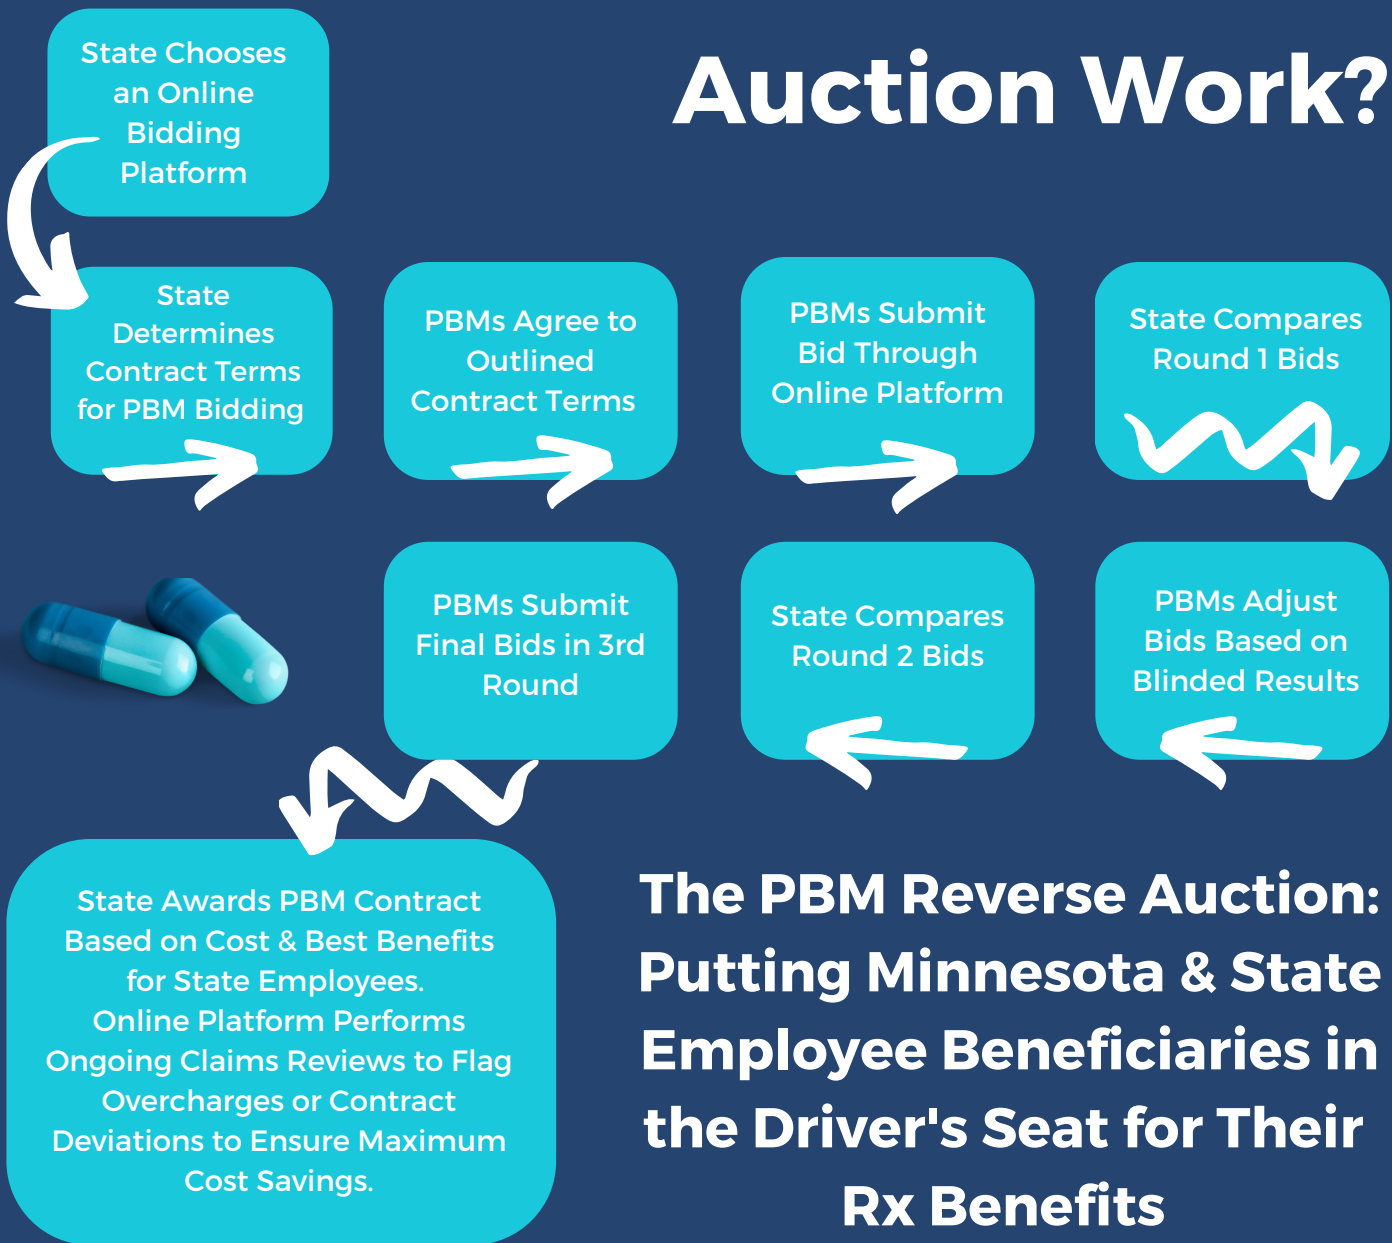 State Chooses
an Online
Bidding
Platform
Auction Work?
State
Determines
Contract Terms
for PBM Bidding
PBMs Agree to
Outlined
Contract Terms
PBMs Submit
Bid Through
Online Platform
State Compares
Round 1 Bids
PBMs Adjust
Bids Based on
Blinded Results
State Compares
Round 2 Bids
PBMs Submit
Final Bids in 3rd
Round
State Awards PBM Contract
Based on Cost & Best Benefits
for State Employees.
Online Platform Performs
Ongoing Claims Reviews to Flag
Overcharges or Contract
Deviations to Ensure Maximum
Cost Savings.
The PBM Reverse Auction:
Putting Minnesota & State
Employee Beneficiaries in
the Driver's Seat for Their
Rx Benefits